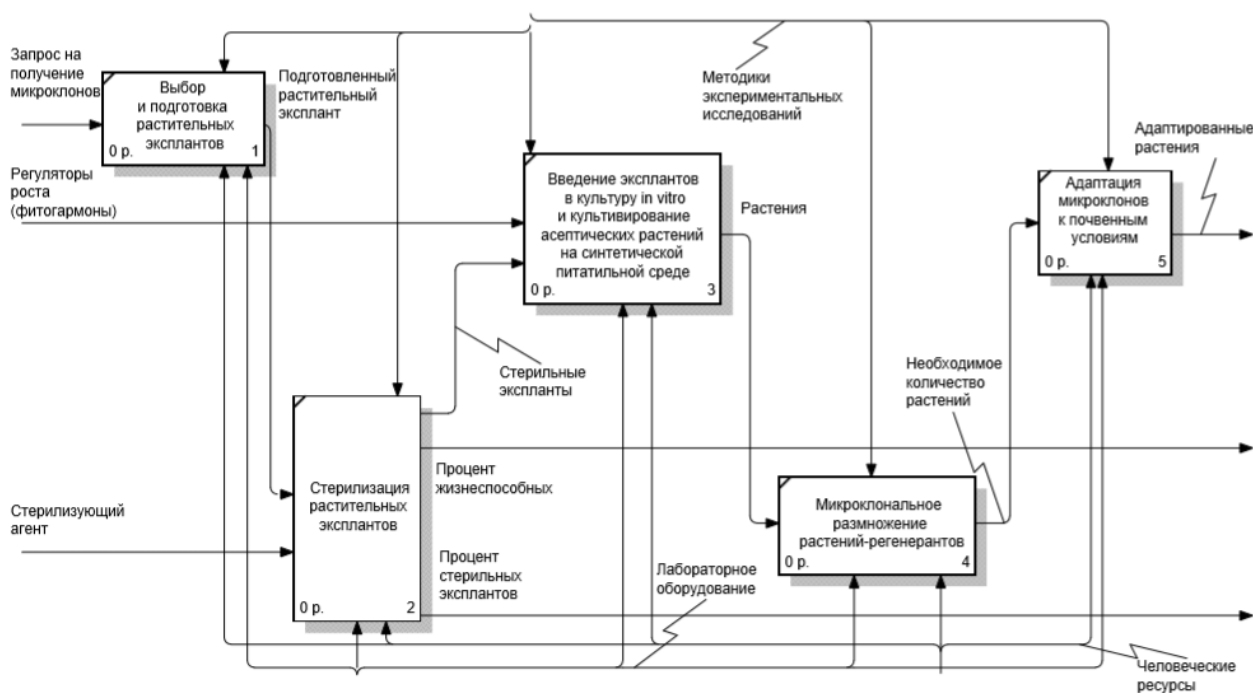 Запрос на
получение
микроклонов
Выбор
и подготовка
растительных
эксплантов
0 р. 1
Подготовленный
растительный
эксплант
Методики
экспериментальных
исследований
Адаптированные
растения
Регуляторы
роста
(фитогармоны)
Введение эксплантов
в культуру in vitro
и культивирование
асептических растений
на синтетической
питатильной среде
0 р. 3
Растения
Адаптация
микроклонов
к почвенным
условиям
0 р. 5
Стерильные
экспланты
Необходимое
количество
растений
Стерилизующий
агент
Стерилизация
растительных
эксплантов
0 р. 2
Процент
жизнеспособных
Процент
стерильных
эксплантов
Микроклональное
размножение
растений-регенерантов
0 р. 4
Лабораторное
оборудование
Человеческие
ресурсы